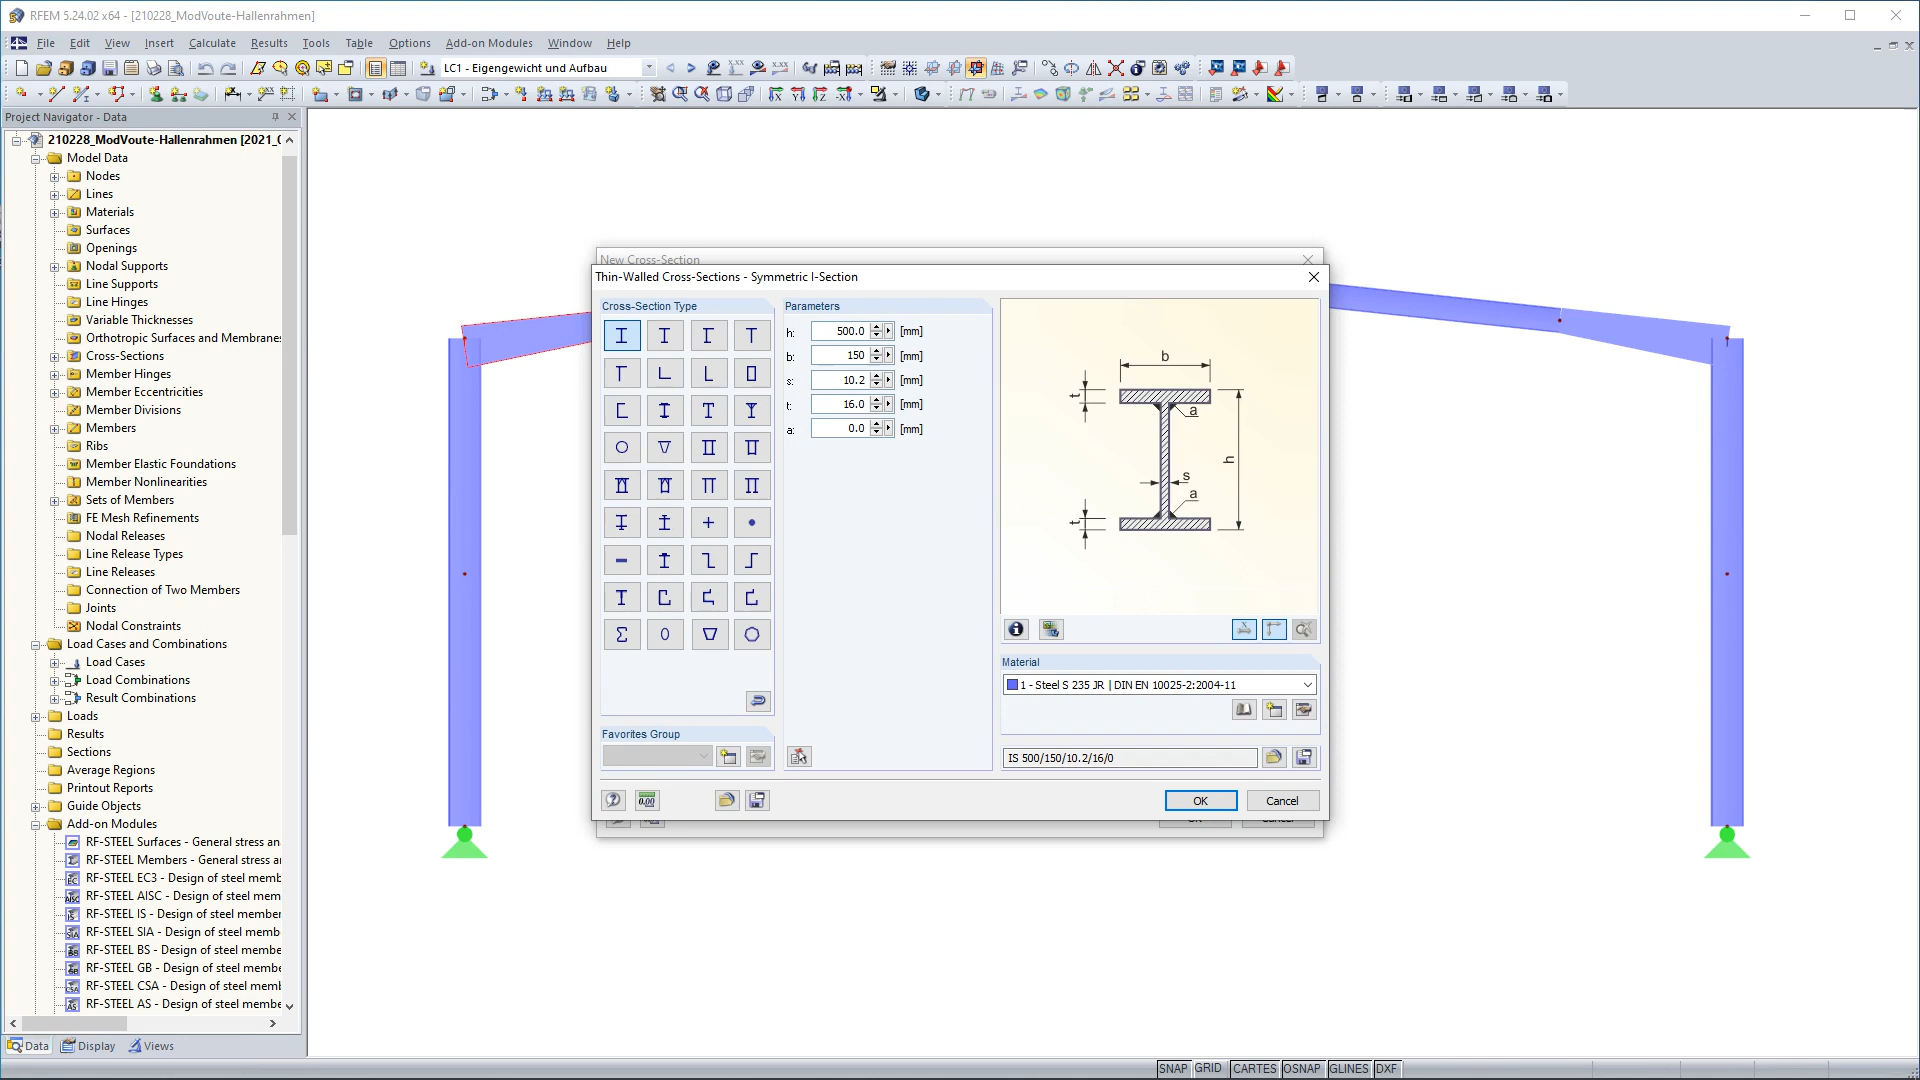 RFEM 5.24.02 x64 - [210228_ModVoute-Hallenrahmen]
File Edit View Insert Calculate Results Tools Table Options Add-on Modules Window Help
LC1 - Eigengewicht und Aufbau
Project Navigator - Data
210228_ModVoute-Hallenrahmen [2021_(
Model Data
Nodes
Lines
Materials
Surfaces
Openings
Nodal Supports
Line Supports
Line Hinges
Variable Thicknesses
Orthotropic Surfaces and Membranes
Cross-Sections
Member Hinges
Member Eccentricities
Member Divisions
Members
Ribs
Member Elastic Foundations
Member Nonlinearities
Sets of Members
FE Mesh Refinements
Nodal Releases
Line Release Types
Line Releases
Connection of Two Members
Joints
Nodal Constraints
Load Cases and Combinations
Load Cases
Load Combinations
Result Combinations
Loads
Results
Sections
Average Regions
Printout Reports
Guide Objects
Add-on Modules
RF-STEEL Surfaces - General stress an
RF-STEEL Members - General stress a
RF-STEEL EC3 - Design of steel memb
RF-STEEL AISC - Design of steel mem
RF-STEEL IS - Design of steel member
RF-STEEL SIA - Design of steel memb
RF-STEEL BS - Design of steel membe
RF-STEEL GB - Design of steel membe
RF-STEEL CSA - Design of steel memb
RF-STEEL AS - Design of steel membe
Data Display Views
New Cross-Section
Thin-Walled Cross-Sections - Symmetric I-Section
Cross-Section Type
Parameters
h: 500.0 [mm]
b: 150 [mm]
s: 10.2 [mm]
t: 16.0 [mm]
a: 0.0 [mm]
b
t
a
h
s
a
t
Material
1 - Steel S 235 JR | DIN EN 10025-2:2004-11
Favorites Group
IS 500/150/10.2/16/0
0.00
OK Cancel
SNAP GRID CARTES OSNAP GLINES DXF